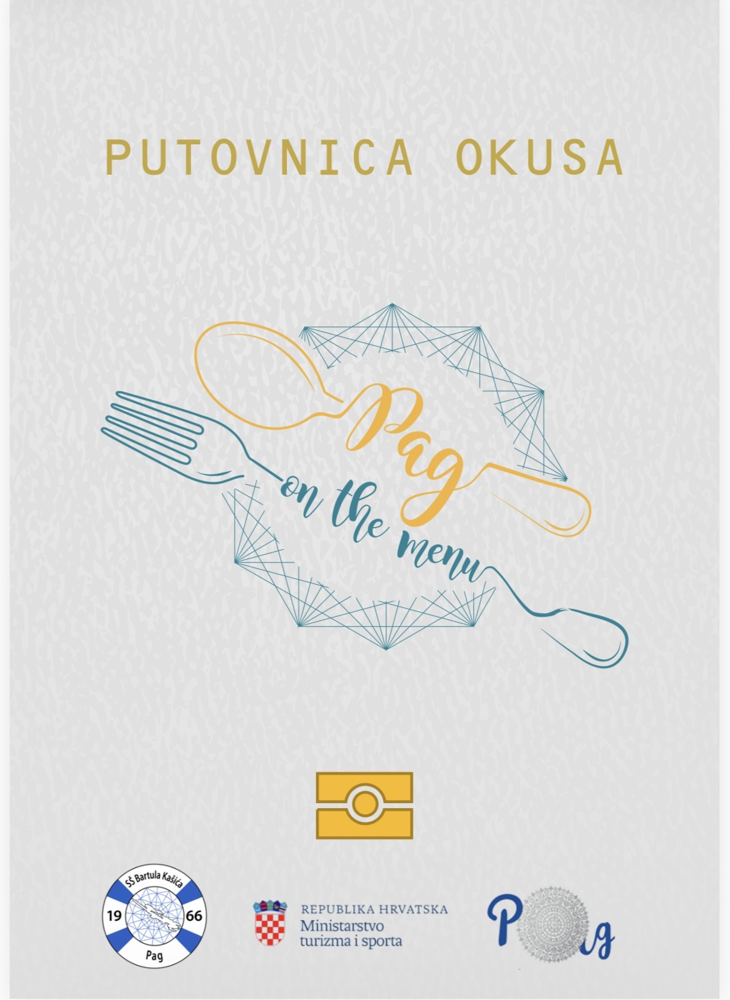 PUTOVNICA OKUSA
Pag
on the menu
SŠ Bartula Kašića
19 66
Pag
REPUBLIKA HRVATSKA
Ministarstvo
turizma i sporta
Pag